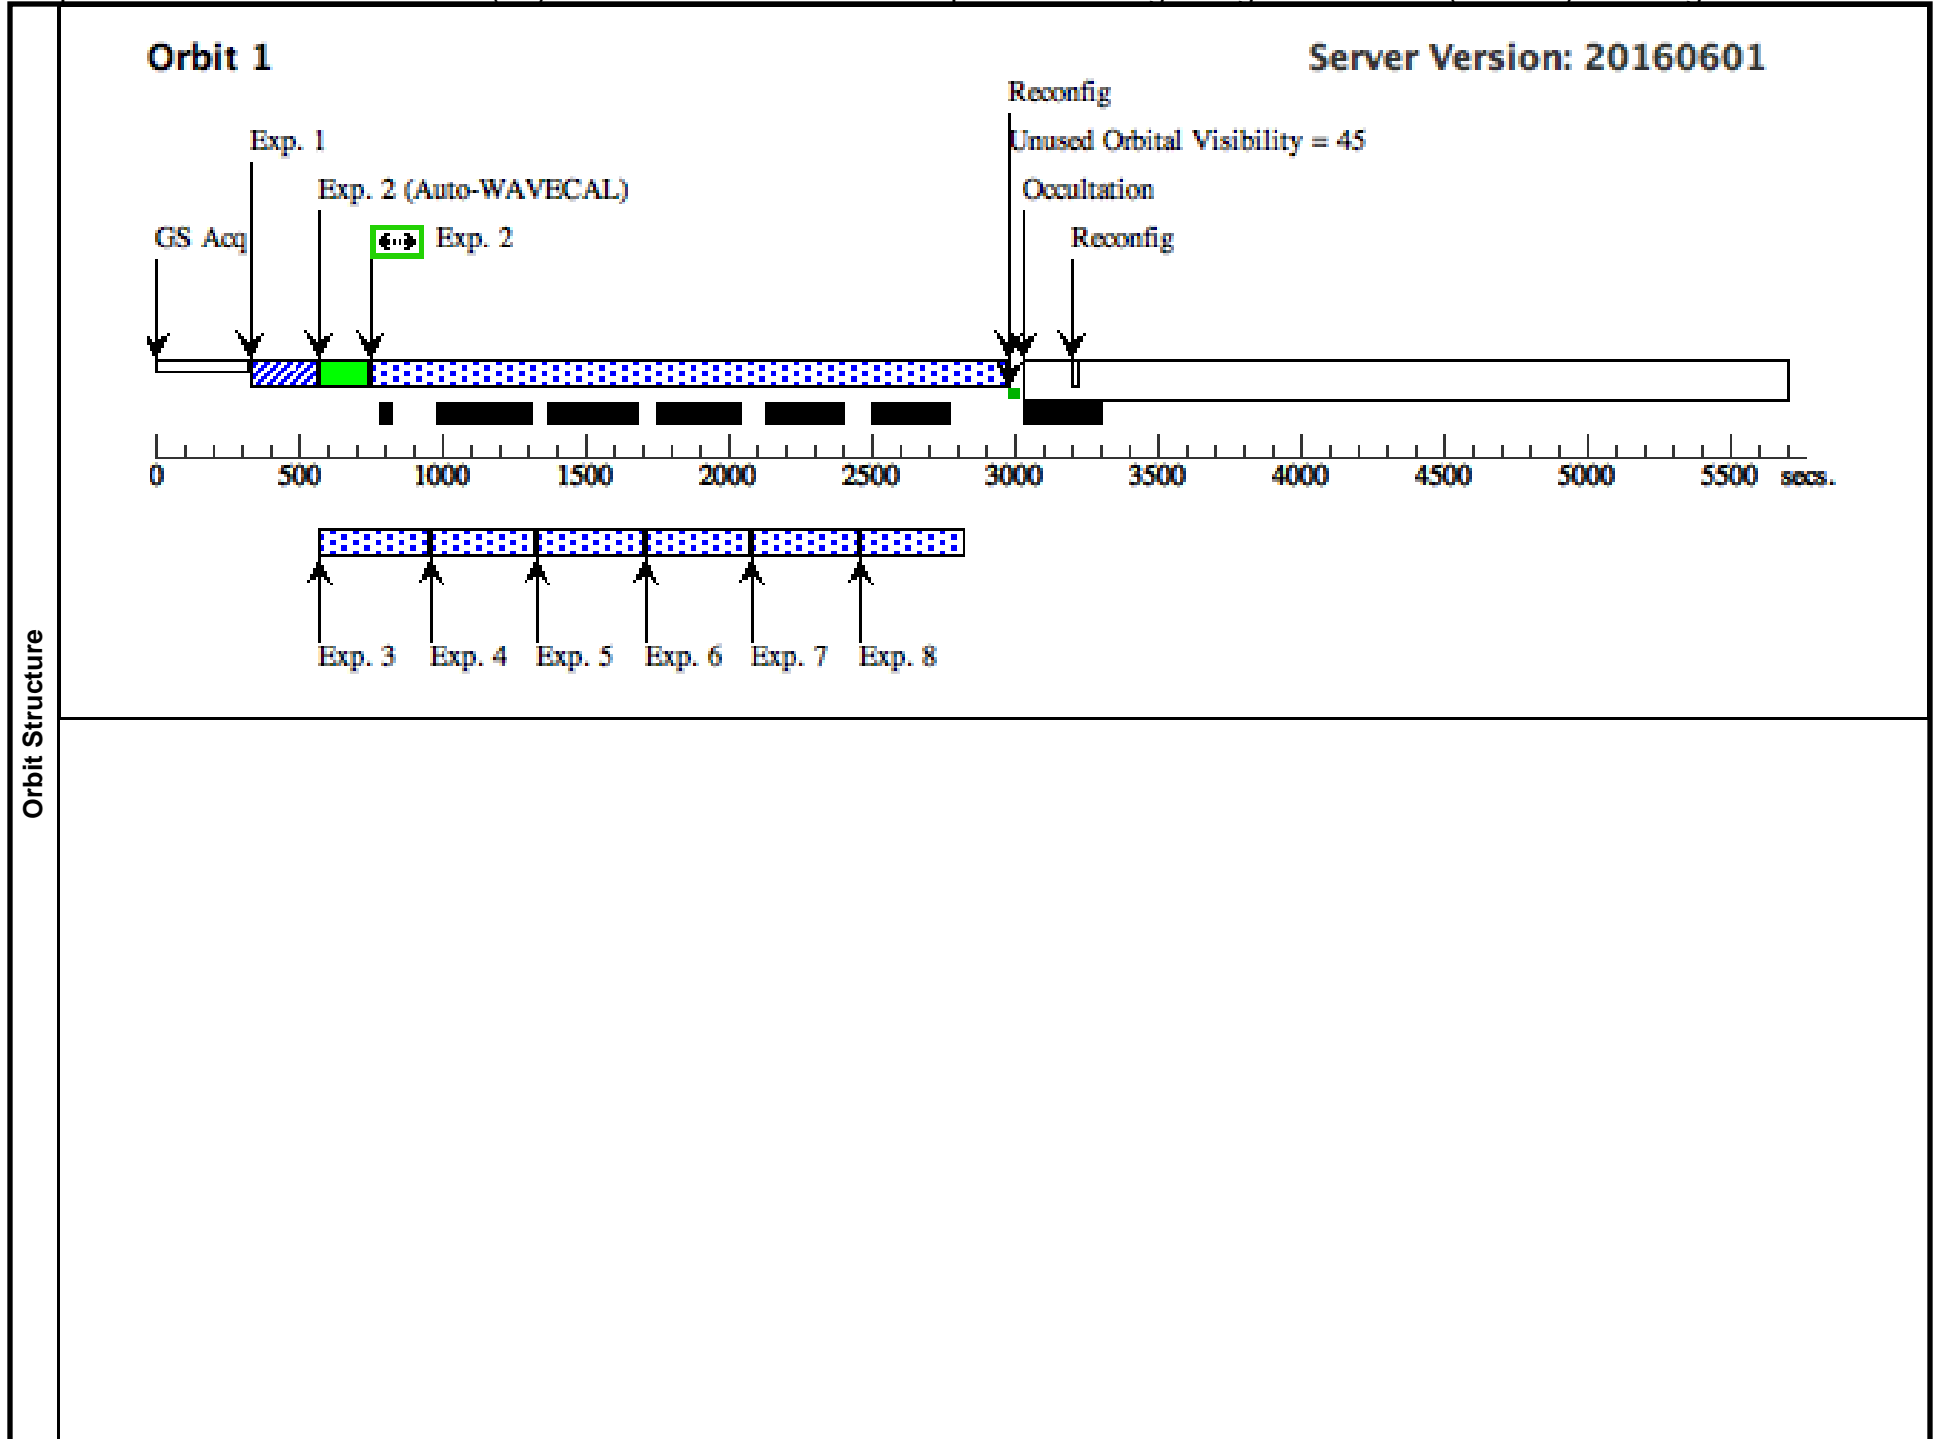 Orbit 1
Server Version: 20160601
Reconfig
Exp. 1
Unused Orbital Visibility = 45
Exp. 2 (Auto-WAVECAL)
Occultation
GS Acq
Exp. 2
Reconfig
0 500 1000 1500 2000 2500 3000 3500 4000 4500 5000 5500 secs.
Exp. 3 Exp. 4 Exp. 5 Exp. 6 Exp. 7 Exp. 8
Orbit Structure